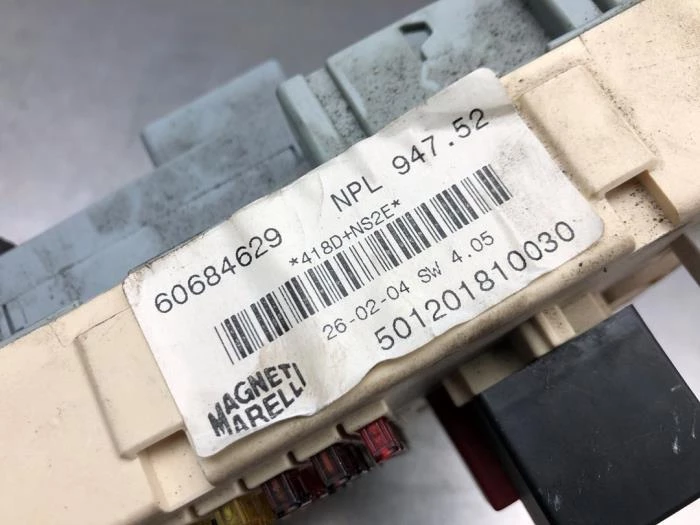 60684629 NPL 947.52
*418D+NS2E*
26-02-04 SW 4.05
501201810030
MAGNETI
MARELLI